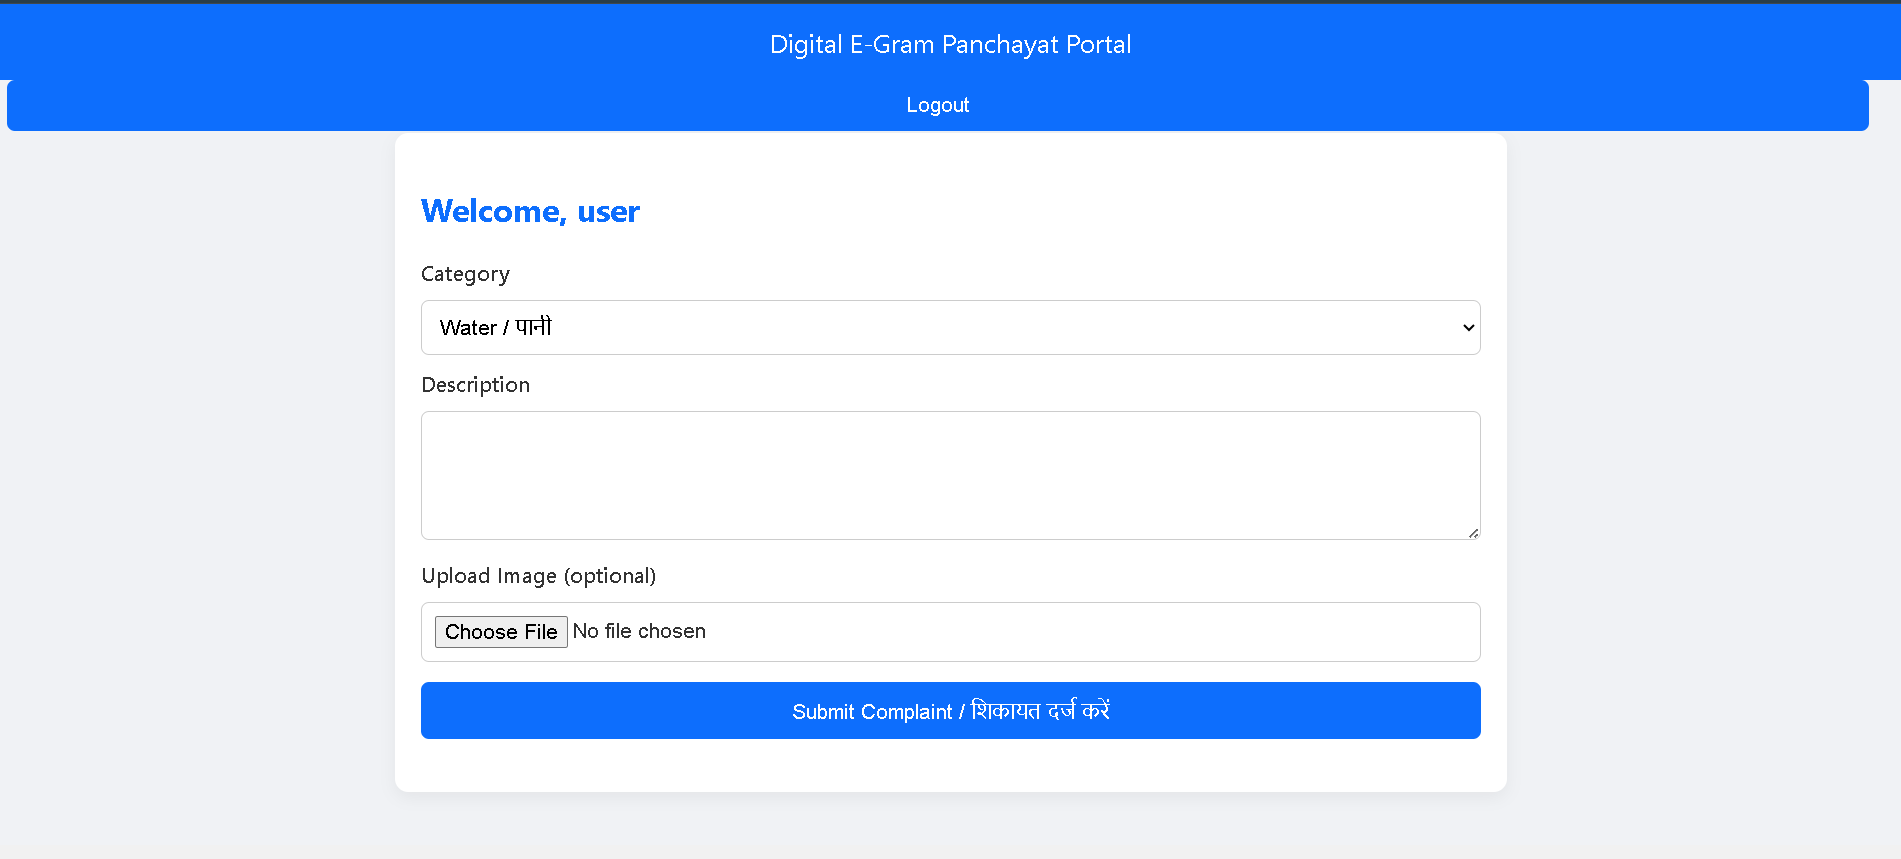 Digital E-Gram Panchayat Portal
Logout
Welcome, user
Category
Water / पानी
Description
Upload Image (optional)
Choose File No file chosen
Submit Complaint / शिकायत दर्ज करें